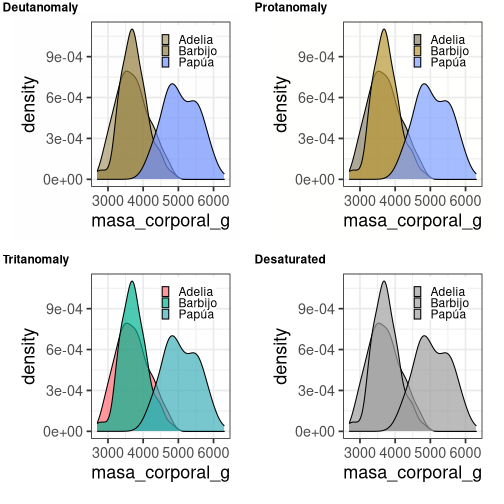 Deutanomaly
Adelia
Barbijo
Papúa
9e-04
6e-04
3e-04
0e+00
density
3000 4000 5000 6000
masa_corporal_g
Protanomaly
Adelia
Barbijo
Papúa
9e-04
6e-04
3e-04
0e+00
density
3000 4000 5000 6000
masa_corporal_g
Tritanomaly
Adelia
Barbijo
Papúa
9e-04
6e-04
3e-04
0e+00
density
3000 4000 5000 6000
masa_corporal_g
Desaturated
Adelia
Barbijo
Papúa
9e-04
6e-04
3e-04
0e+00
density
3000 4000 5000 6000
masa_corporal_g